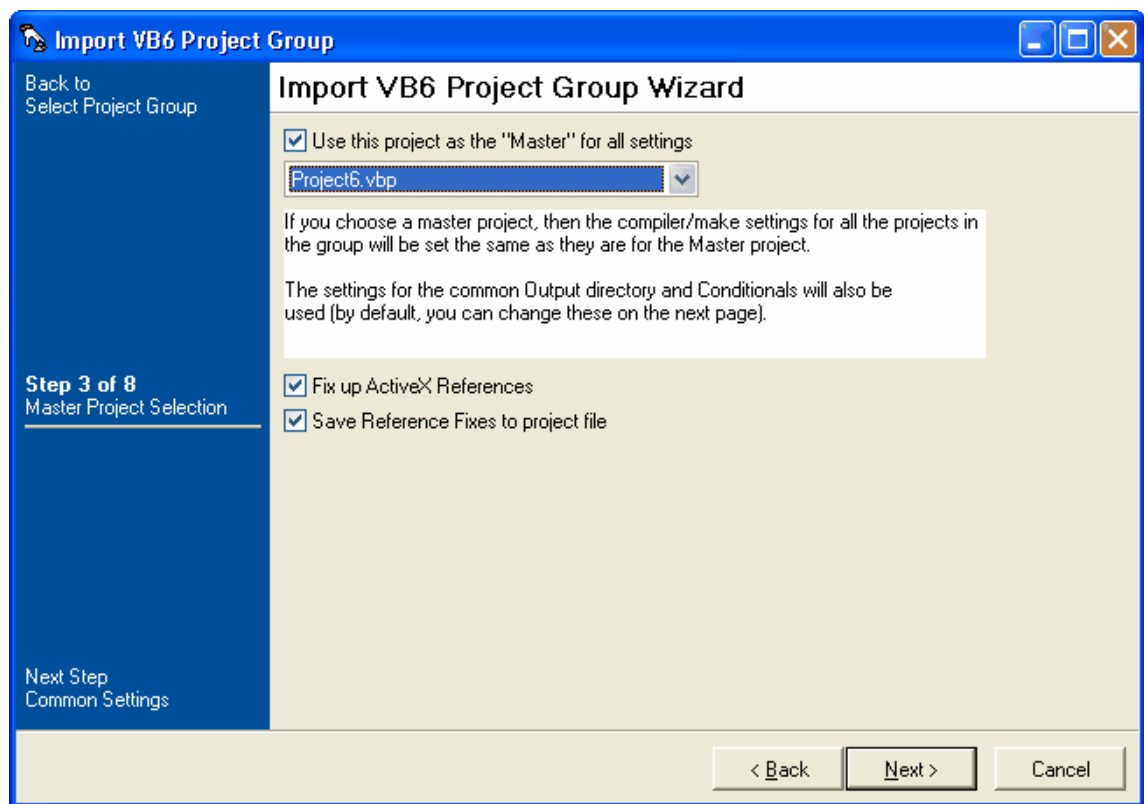 Import VB6 Project Group
Back to
Select Project Group
Import VB6 Project Group Wizard
Use this project as the "Master" for all settings
Project6.vbp
If you choose a master project, then the compiler/make settings for all the projects in
the group will be set the same as they are for the Master project.
The settings for the common Output directory and Conditionals will also be
used (by default, you can change these on the next page).
Step 3 of 8
Master Project Selection
Fix up ActiveX References
Save Reference Fixes to project file
Next Step
Common Settings
< Back
Next >
Cancel